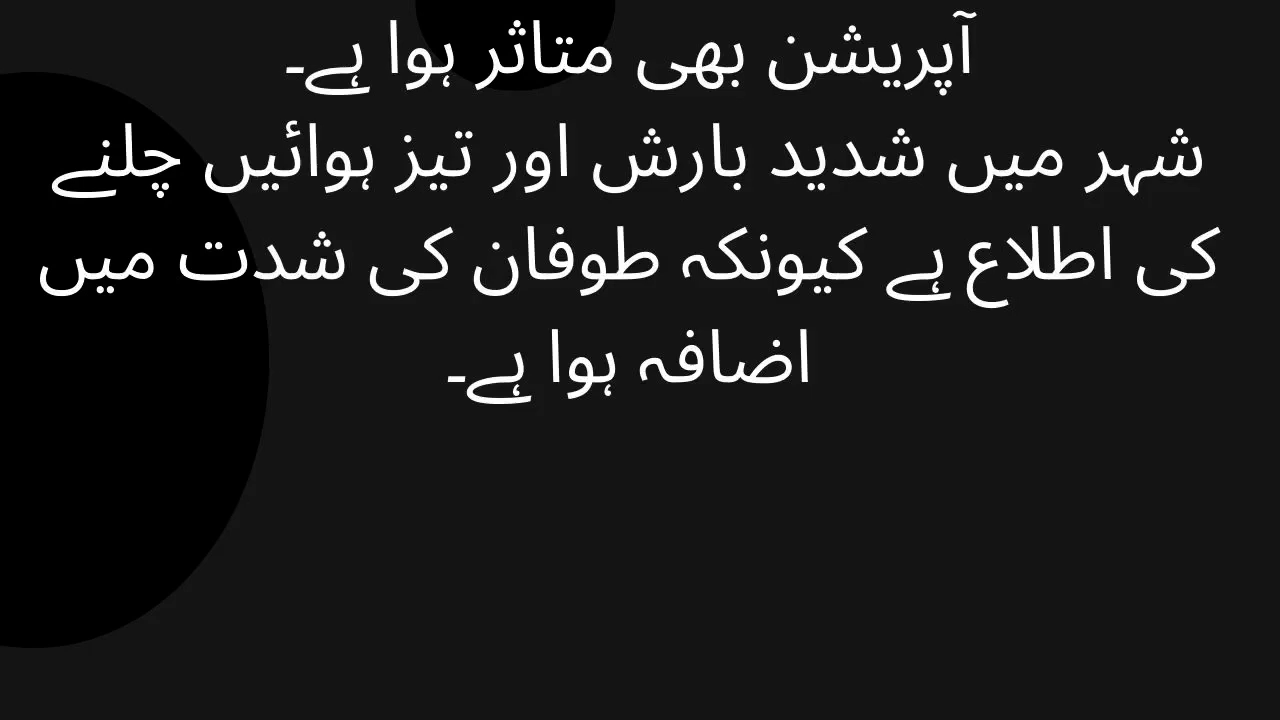 آپریشن بھی متاثر ہوا ہے۔
شہر میں شدید بارش اور تیز ہوائیں چلنے
کی اطلاع ہے کیونکہ طوفان کی شدت میں
اضافہ ہوا ہے۔